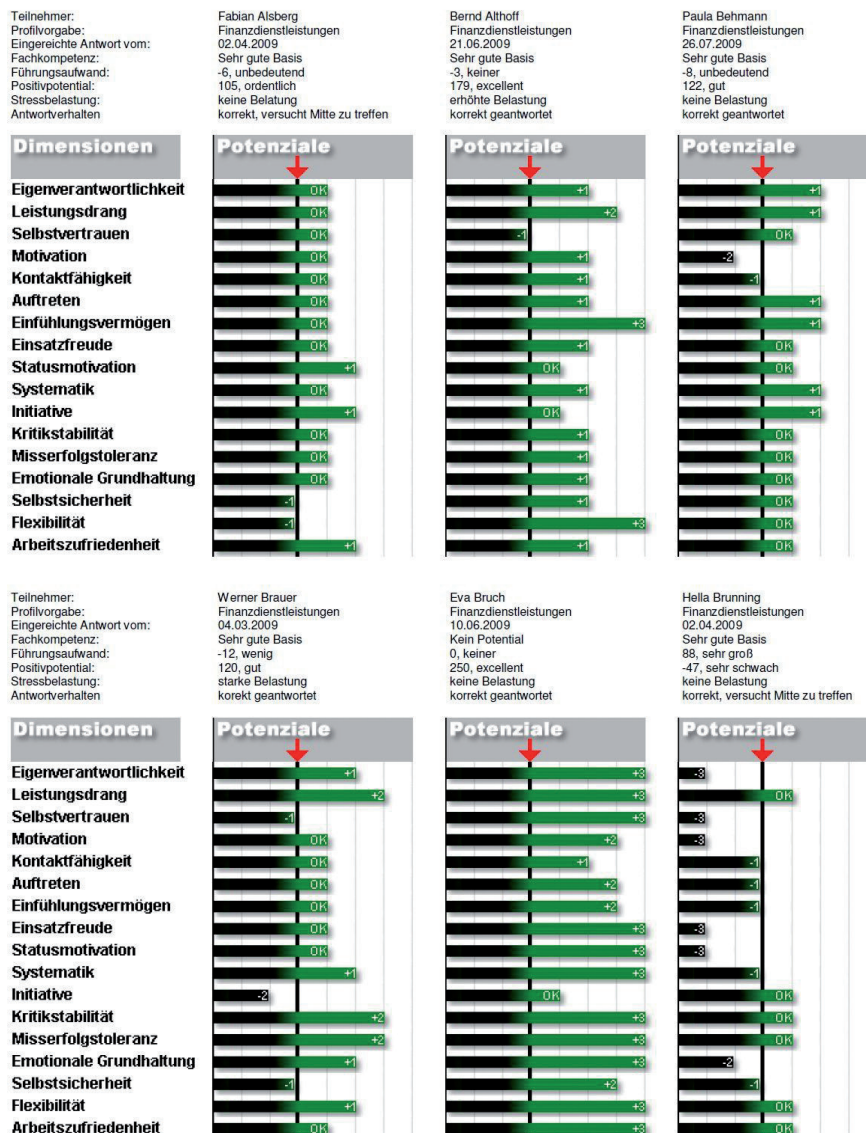 Teilnehmer: Fabian Alsberg Bernd Althoff Paula Behmann
Profilvorgabe: Finanzdienstleistungen Finanzdienstleistungen Finanzdienstleistungen
Eingereichte Antwort vom: 02.04.2009 21.06.2009 26.07.2009
Fachkompetenz: Sehr gute Basis Sehr gute Basis Sehr gute Basis
Führungsaufwand: -6, unbedeutend -3, keiner -8, unbedeutend
Positivpotential: 105, ordentlich 179, excellent 122, gut
Stressbelastung: keine Belatung erhöhte Belastung keine Belastung
Antwortverhalten korrekt, versucht Mitte zu treffen korrekt geantwortet korrekt geantwortet
Dimensionen Potenziale Potenziale Potenziale
Eigenverantwortlichkeit OK +1 +1
Leistungsdrang OK +2 +1
Selbstvertrauen OK -1 OK
Motivation OK +1 -2
Kontaktfähigkeit OK +1 -1
Auftreten OK +1 +1
Einfühlungsvermögen OK +3 +1
Einsatzfreude OK +1 OK
Statusmotivation +1 OK OK
Systematik OK +1 +1
Initiative +1 OK +1
Kritikstabilität OK +1 OK
Misserfolgstoleranz OK +1 OK
Emotionale Grundhaltung OK +1 OK
Selbstsicherheit -1 +1 OK
Flexibilität -1 +3 OK
Arbeitszufriedenheit +1 +1 OK
Teilnehmer: Werner Brauer Eva Bruch Hella Brunning
Profilvorgabe: Finanzdienstleistungen Finanzdienstleistungen Finanzdienstleistungen
Eingereichte Antwort vom: 04.03.2009 10.06.2009 02.04.2009
Fachkompetenz: Sehr gute Basis Kein Potential Sehr gute Basis
Führungsaufwand: -12, wenig 0, keiner 88, sehr groß
Positivpotential: 120, gut 250, excellent -47, sehr schwach
Stressbelastung: starke Belastung keine Belastung keine Belastung
Antwortverhalten korekt geantwortet korrekt geantwortet korrekt, versucht Mitte zu treffen
Dimensionen Potenziale Potenziale Potenziale
Eigenverantwortlichkeit +1 +3 -3
Leistungsdrang +2 +3 OK
Selbstvertrauen -1 +3 -3
Motivation OK +2 -3
Kontaktfähigkeit OK +1 -1
Auftreten OK +2 -1
Einfühlungsvermögen OK +2 -1
Einsatzfreude OK +3 -3
Statusmotivation OK +3 -3
Systematik +1 +3 -1
Initiative -2 OK OK
Kritikstabilität +2 +3 OK
Misserfolgstoleranz +2 +3 OK
Emotionale Grundhaltung +1 +3 -2
Selbstsicherheit -1 +2 -1
Flexibilität +1 +3 OK
Arbeitszufriedenheit OK +3 OK